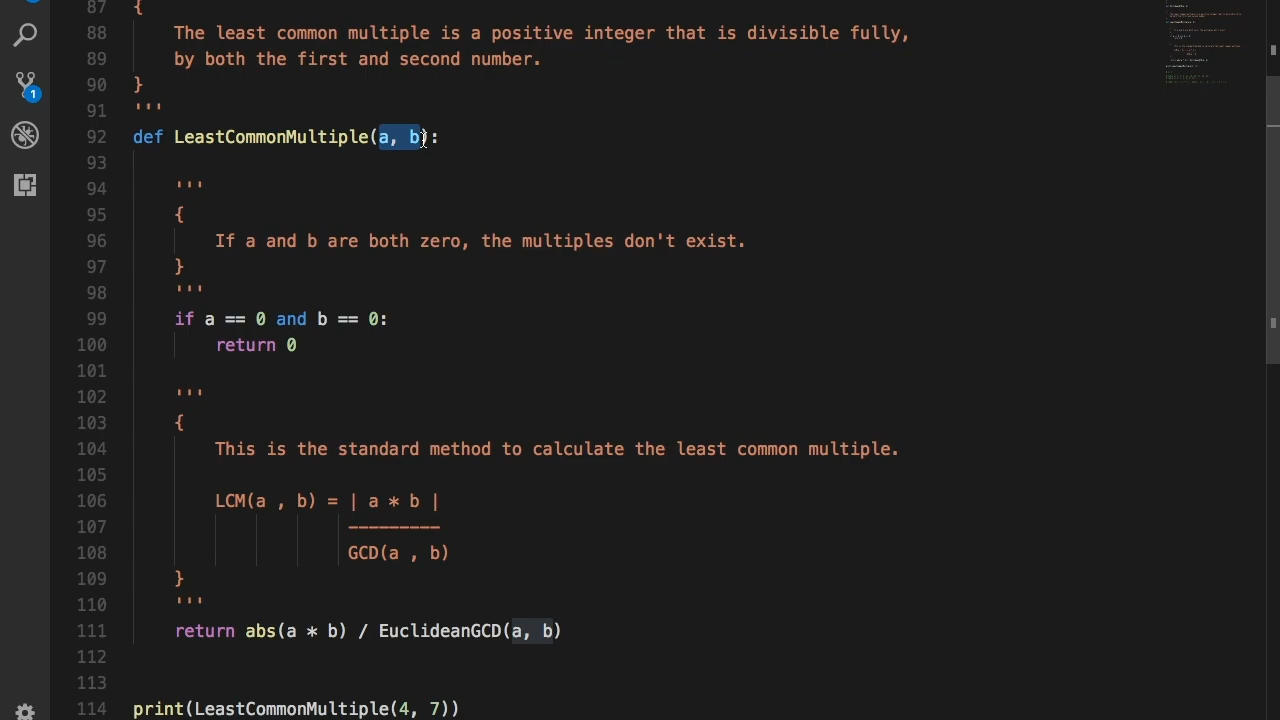 87 {
88 The least common multiple is a positive integer that is divisible fully,
89 by both the first and second number.
90 }
91 '''
92 def LeastCommonMultiple(a, b):
93
94 '''
95 {
96 If a and b are both zero, the multiples don't exist.
97 }
98 '''
99 if a == 0 and b == 0:
100 return 0
101
102 '''
103 {
104 This is the standard method to calculate the least common multiple.
105
106 LCM(a , b) = | a * b |
107 —————————
108 GCD(a , b)
109 }
110 '''
111 return abs(a * b) / EuclideanGCD(a, b)
112
113
114 print(LeastCommonMultiple(4, 7))
1